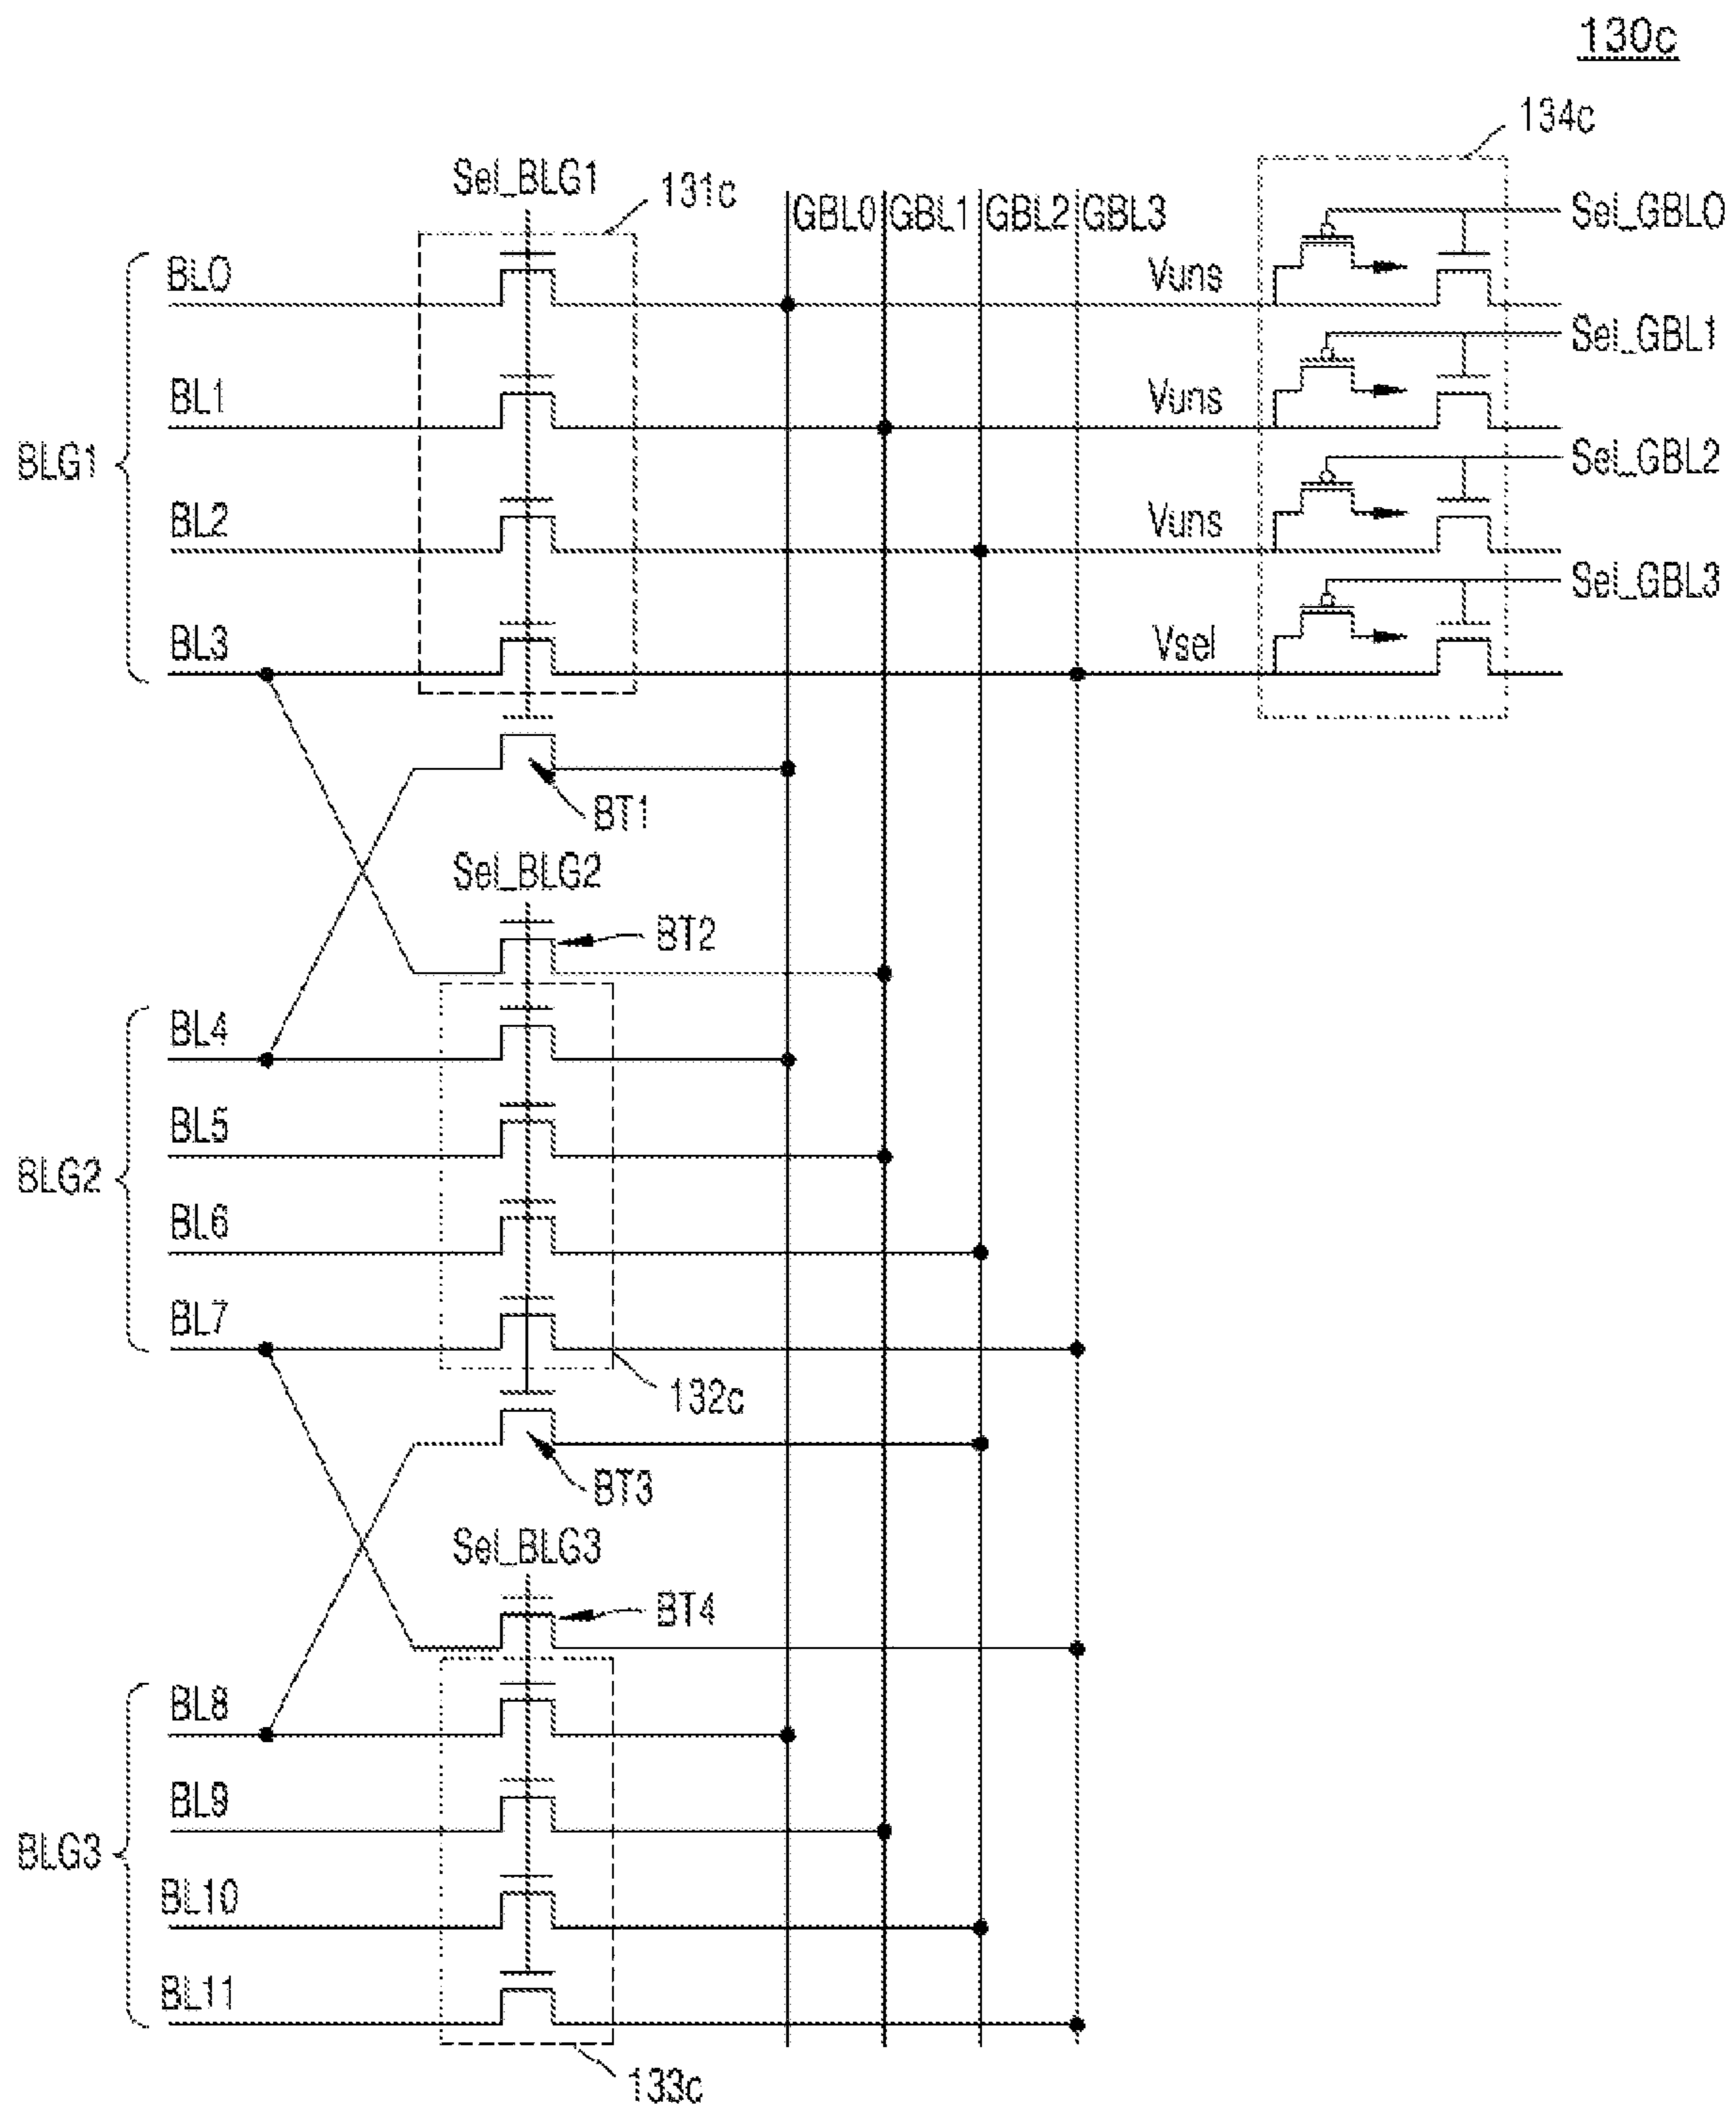 130c
134c
Sel_BLG1
131c
GBL0
GBL1
GBL2
GBL3
Sel_GBL0
BL0
Vuns
Sel_GBL1
BL1
Vuns
BLG1
Sel_GBL2
BL2
Vuns
Sel_GBL3
BL3
Vsel
BT1
Sel_BLG2
BT2
BL4
BL5
BLG2
BL6
BL7
132c
BT3
Sel_BLG3
BT4
BL8
BL9
BLG3
BL10
BL11
133c